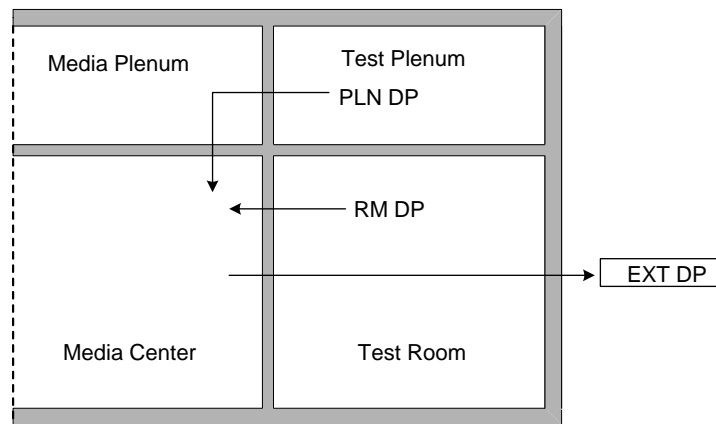 Media Plenum
Test Plenum
PLN DP
RM DP
EXT DP
Media Center
Test Room